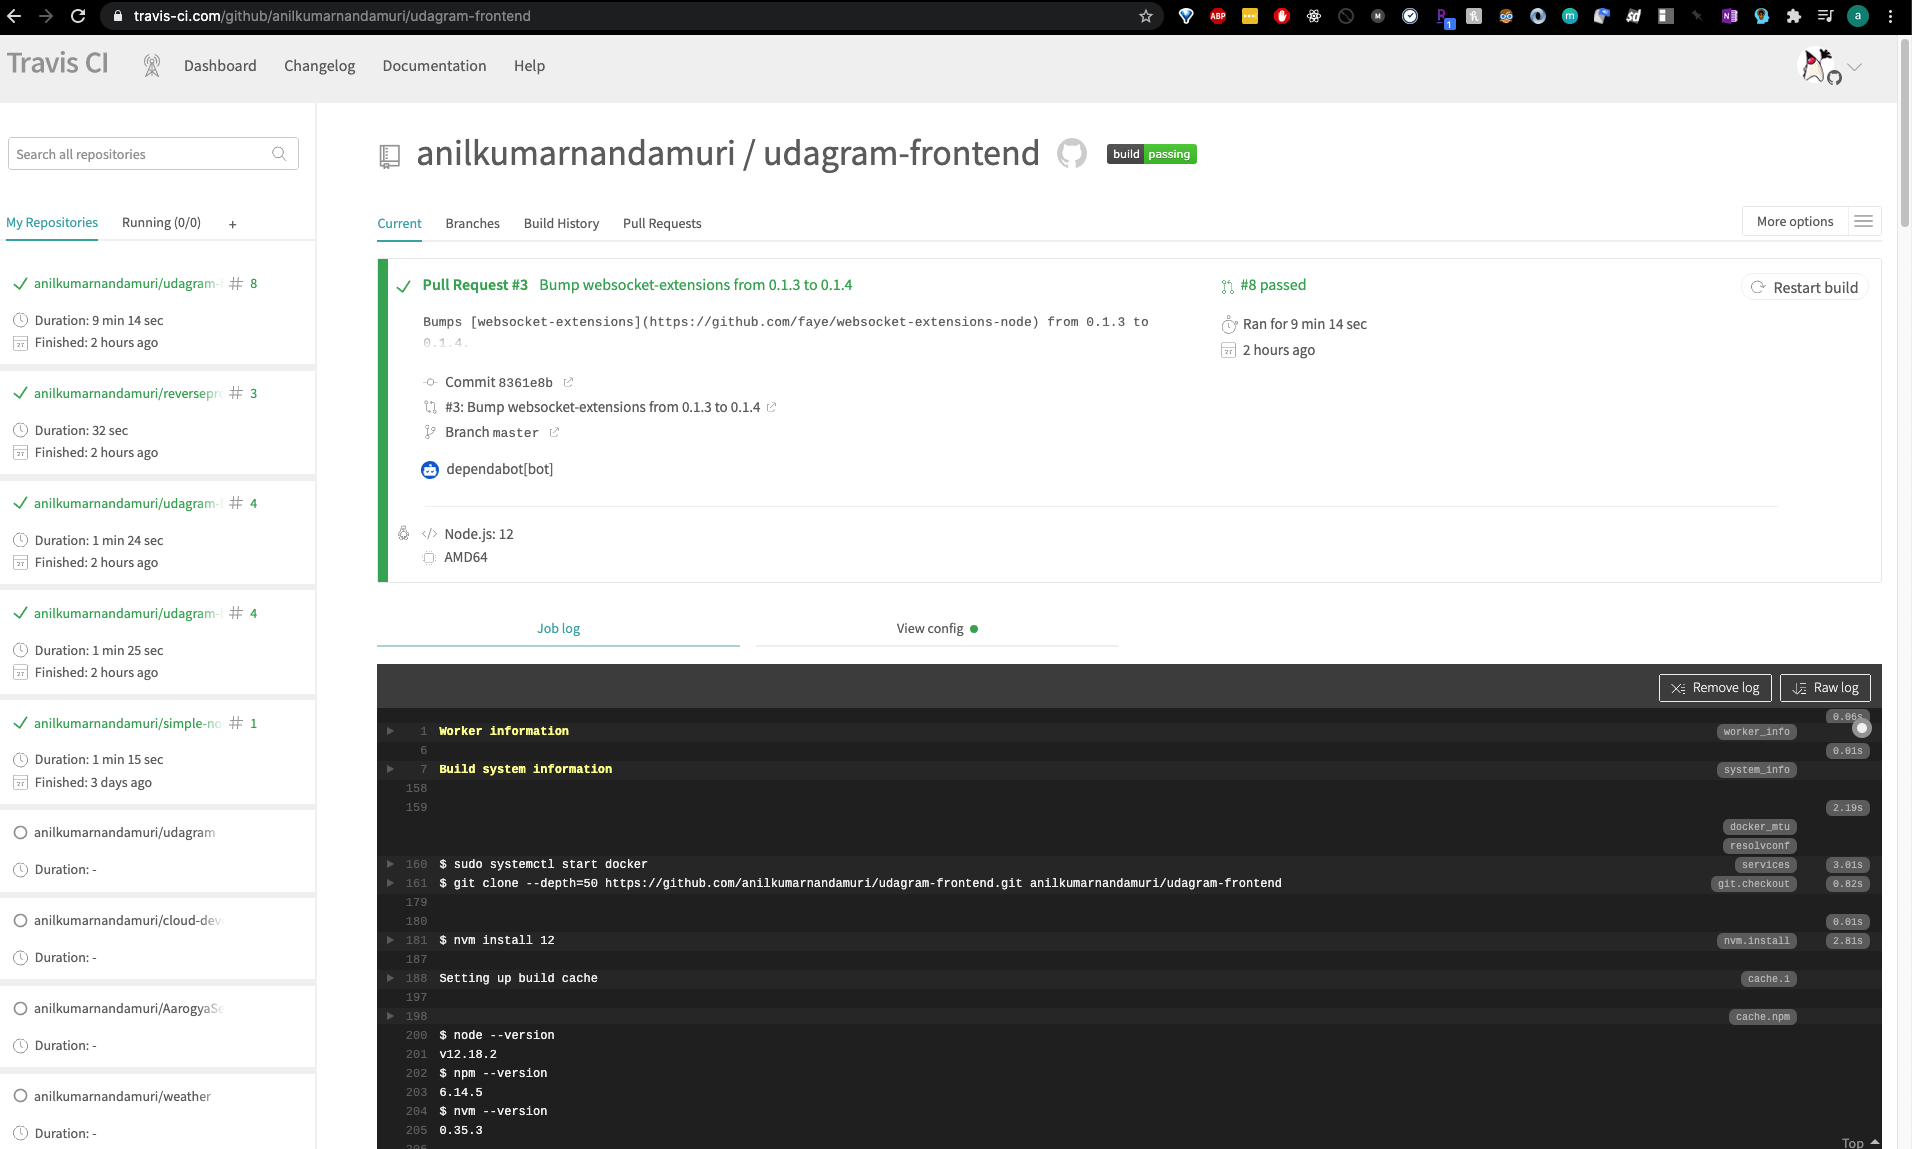 travis-ci.com/github/anilkumarnandamuri/udagram-frontend
Travis CI
Dashboard Changelog Documentation Help
Search all repositories
My Repositories Running (0/0) +
anilkumarnandamuri/udagram- # 8
Duration: 9 min 14 sec
Finished: 2 hours ago
anilkumarnandamuri/reversepro # 3
Duration: 32 sec
Finished: 2 hours ago
anilkumarnandamuri/udagram- # 4
Duration: 1 min 24 sec
Finished: 2 hours ago
anilkumarnandamuri/udagram- # 4
Duration: 1 min 25 sec
Finished: 2 hours ago
anilkumarnandamuri/simple-no # 1
Duration: 1 min 15 sec
Finished: 3 days ago
anilkumarnandamuri/udagram
Duration: -
anilkumarnandamuri/cloud-dev
Duration: -
anilkumarnandamuri/AarogyaSe
Duration: -
anilkumarnandamuri/weather
Duration: -
anilkumarnandamuri / udagram-frontend build passing
Current Branches Build History Pull Requests
More options
Pull Request #3 Bump websocket-extensions from 0.1.3 to 0.1.4
Bumps [websocket-extensions](https://github.com/faye/websocket-extensions-node) from 0.1.3 to
0.1.4.
Commit 8361e8b
#3: Bump websocket-extensions from 0.1.3 to 0.1.4
Branch master
dependabot[bot]
#8 passed
Ran for 9 min 14 sec
2 hours ago
Restart build
</> Node.js: 12
AMD64
Job log View config
Remove log Raw log
0.06s
1 Worker information worker_info
6 0.01s
7 Build system information system_info
158
159 2.19s
docker_mtu
resolvconf
160 $ sudo systemctl start docker services 3.01s
161 $ git clone --depth=50 https://github.com/anilkumarnandamuri/udagram-frontend.git anilkumarnandamuri/udagram-frontend git.checkout 0.82s
179
180 0.01s
181 $ nvm install 12 nvm.install 2.81s
187
188 Setting up build cache cache.1
197
198 cache.npm
200 $ node --version
201 v12.18.2
202 $ npm --version
203 6.14.5
204 $ nvm --version
205 0.35.3
206
Top